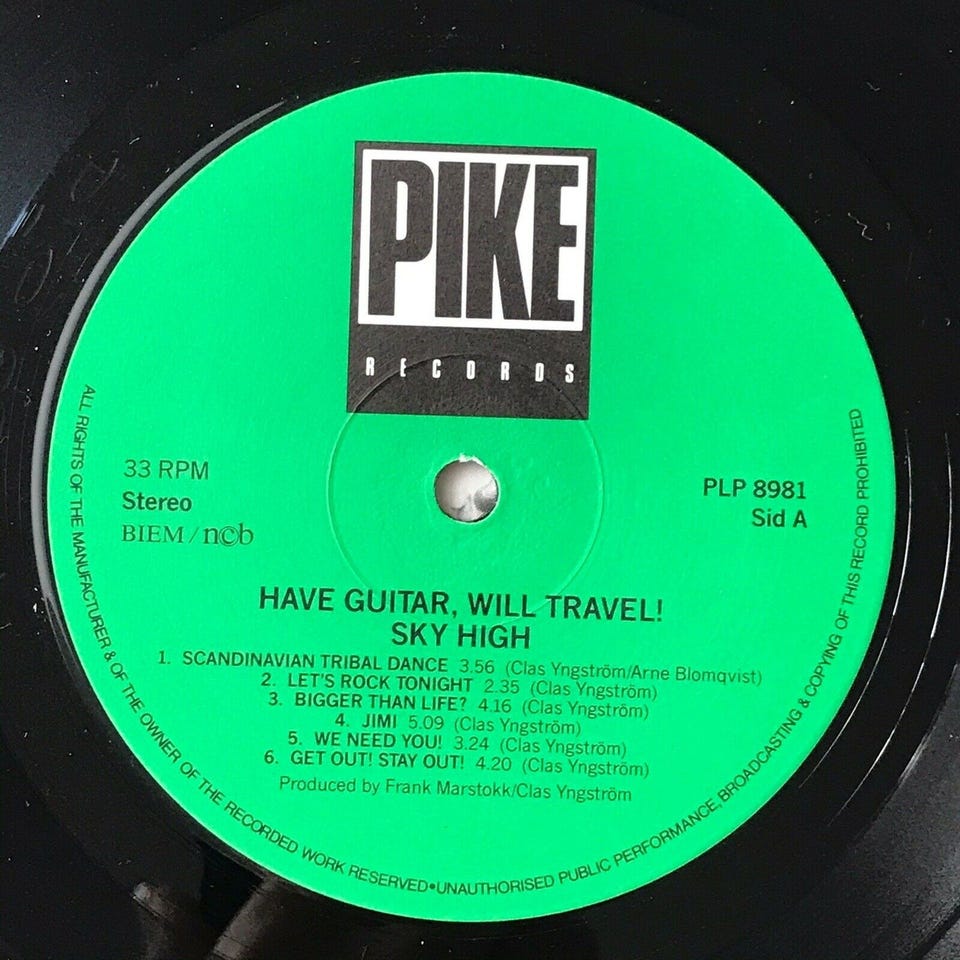 PIKE
RECORDS
33 RPM
Stereo
BIEM/n©b
PLP 8981
Sid A
HAVE GUITAR, WILL TRAVEL!
SKY HIGH
1. SCANDINAVIAN TRIBAL DANCE 3.56 (Clas Yngström/Arne Blomqvist)
2. LET'S ROCK TONIGHT 2.35 (Clas Yngström)
3. BIGGER THAN LIFE? 4.16 (Clas Yngström)
4. JIMI 5.09 (Clas Yngström)
5. WE NEED YOU! 3.24 (Clas Yngström)
6. GET OUT! STAY OUT! 4.20 (Clas Yngström)
Produced by Frank Marstokk/Clas Yngström
ALL RIGHTS OF THE MANUFACTURER & OF THE OWNER OF THE RECORDED WORK RESERVED•UNAUTHORISED PUBLIC PERFORMANCE, BROADCASTING & COPYING OF THIS RECORD PROHIBITED